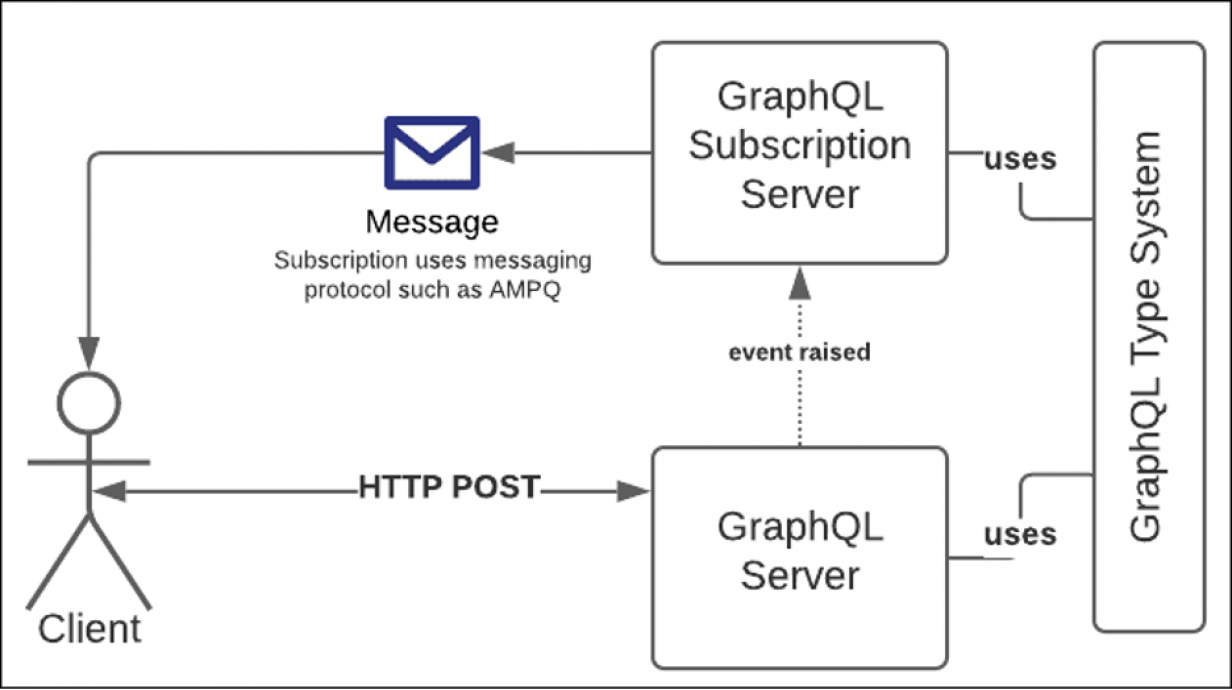 GraphQL
Subscription
Server
uses
Message
Subscription uses messaging
protocol such as AMPQ
event raised
GraphQL Type System
HTTP POST
GraphQL
Server
uses
Client